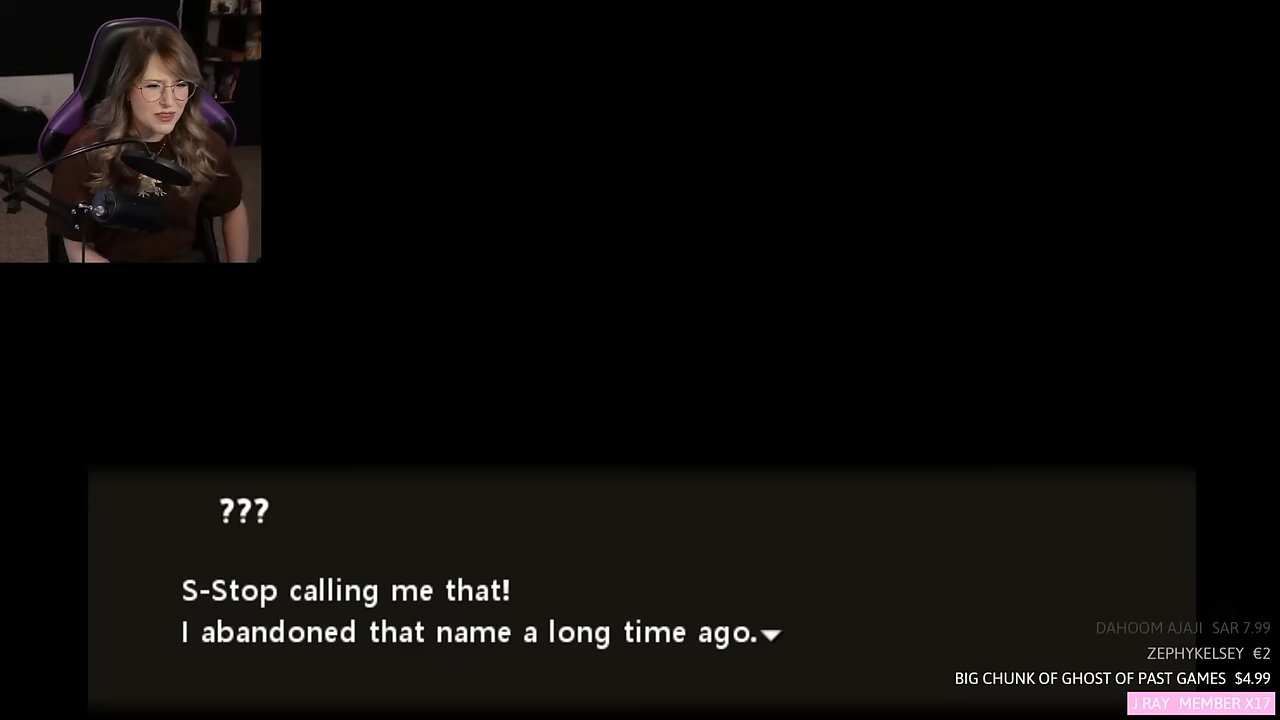 ???
S-Stop calling me that!
I abandoned that name a long time ago.
DAHOOM AJAJI SAR 7.99
ZEPHYKELSEY €2
BIG CHUNK OF GHOST OF PAST GAMES $4.99
J RAY MEMBER X17